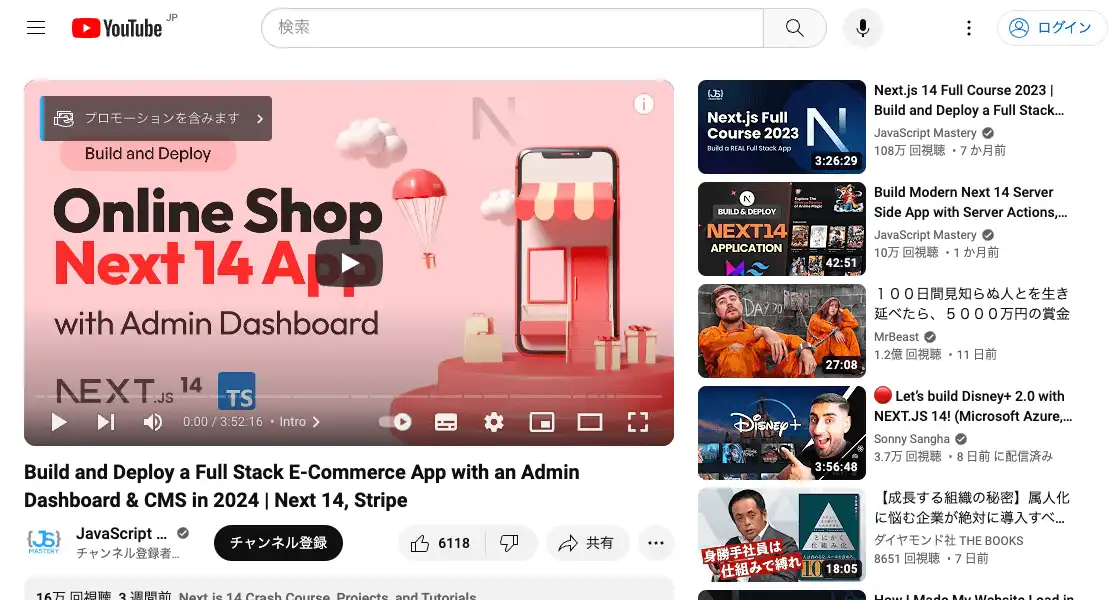 YouTube JP
検索
ログイン
プロモーションを含みます
Build and Deploy
Online Shop
Next 14 App
with Admin Dashboard
NEXT.JS 14 TS
0:00 / 3:52:16 • Intro
Build and Deploy a Full Stack E-Commerce App with an Admin
Dashboard & CMS in 2024 | Next 14, Stripe
JS
MASTERY
JavaScript ...
チャンネル登録者...
チャンネル登録
6118
共有
...
16万 回視聴 3 週間前 Next.js 14 Crash Course, Projects, and Tutorials
JS
MASTERY
Next.js Full
Course 2023
Build a REAL Full Stack App
3:26:29
Next.js 14 Full Course 2023 |
Build and Deploy a Full Stack...
JavaScript Mastery
108万 回視聴 • 7 か月前
BUILD & DEPLOY
NEXT14
APPLICATION
42:51
Build Modern Next 14 Server
Side App with Server Actions,...
JavaScript Mastery
10万 回視聴 • 1 か月前
DAY 70
27:08
１００日間見知らぬ人とを生き
延べたら、５０００万円の賞金
MrBeast
1.2億 回視聴 • 11 日前
Disney+
3:56:48
🔴 Let’s build Disney+ 2.0 with
NEXT.JS 14! (Microsoft Azure,...
Sonny Sangha
3.7万 回視聴 • 8 日前 に配信済み
とにかく
仕組み化
身勝手社員は
仕組みで縛れ
18:05
【成長する組織の秘密】属人化
に悩む企業が絶対に導入すべ...
ダイヤモンド社 THE BOOKS
8651 回視聴 • 7 日前
How I Made My Website Load in